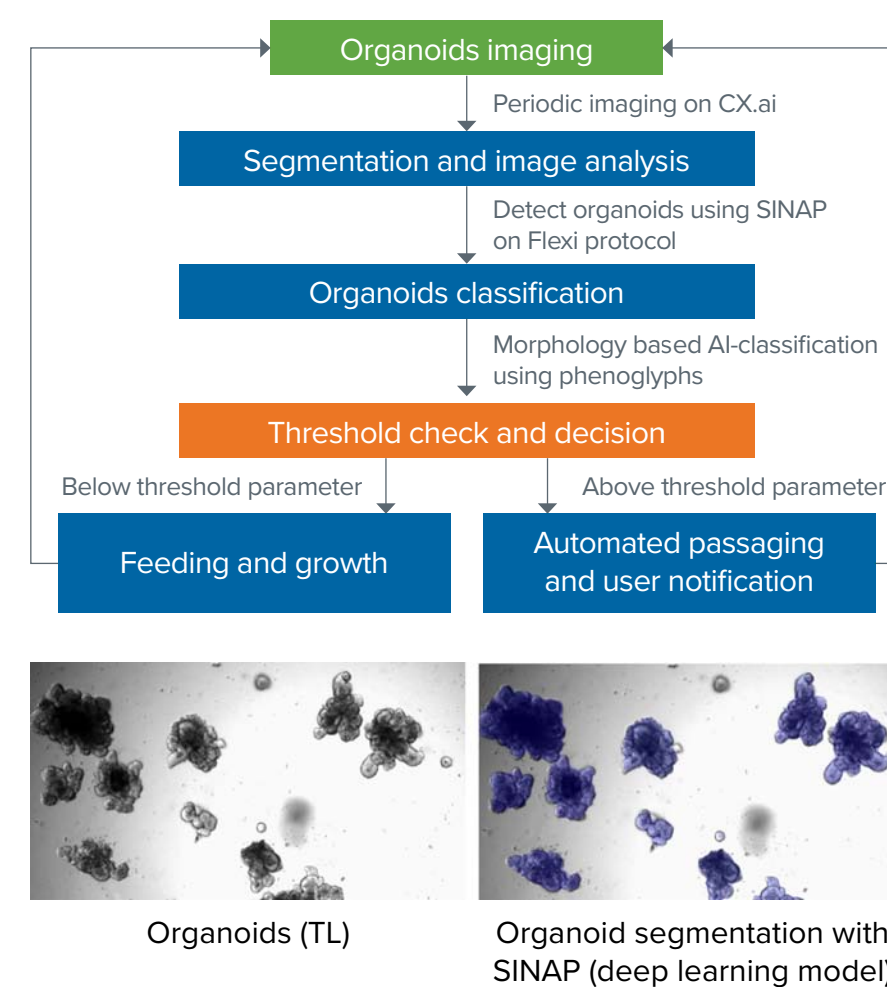 Organoids imaging
Periodic imaging on CX.ai
Segmentation and image analysis
Detect organoids using SINAP
on Flexi protocol
Organoids classification
Morphology based AI-classification
using phenoglyphs
Threshold check and decision
Below threshold parameter
Above threshold parameter
Feeding and growth
Automated passaging
and user notification
Organoids (TL)
Organoid segmentation with
SINAP (deep learning model)